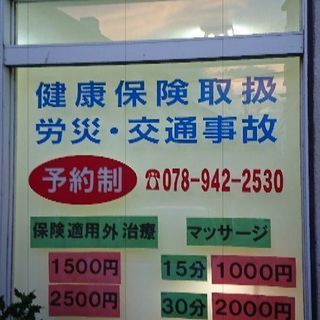 健康保険取扱
労災・交通事故
予約制 ☎078-942-2530
保険適用外治療 マッサージ
1500円 15分 1000円
2500円 30分 2000円